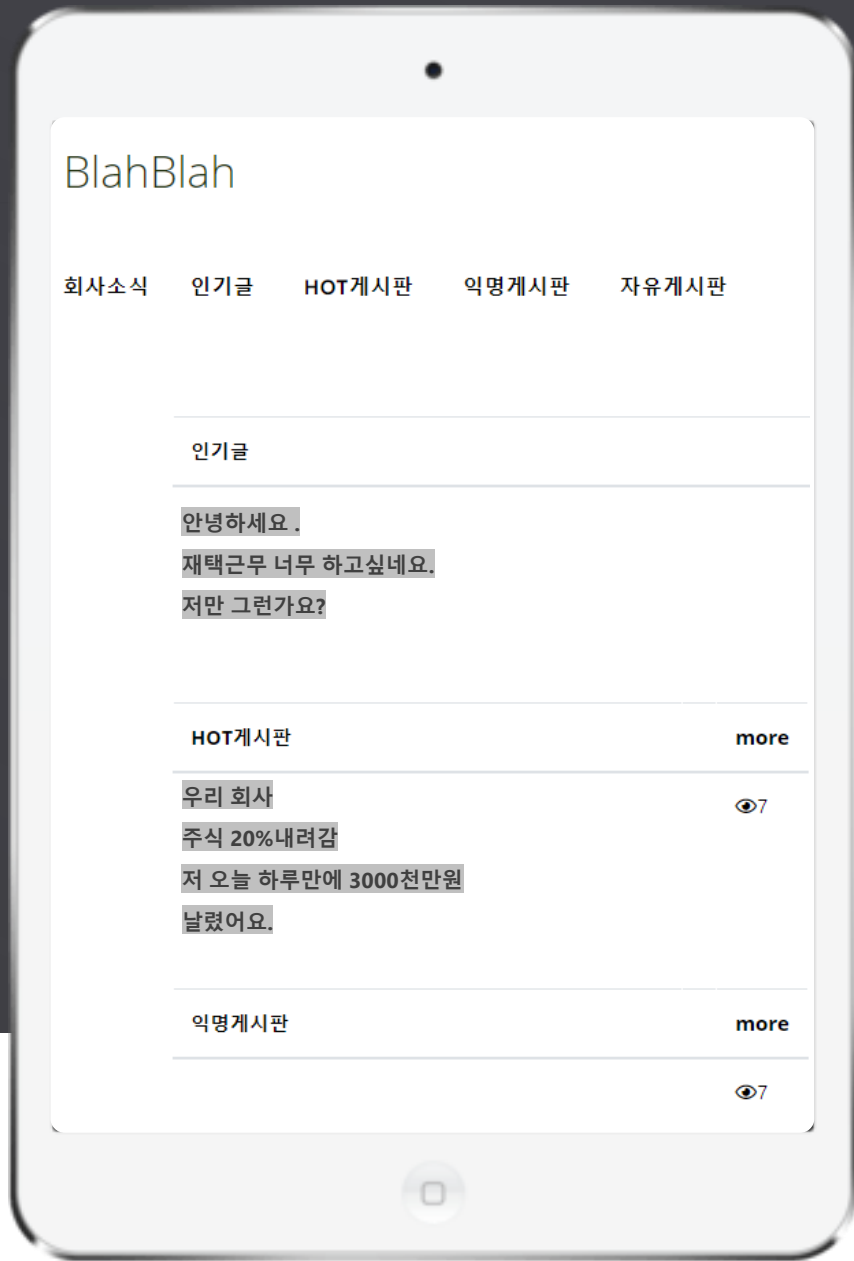 BlahBlah
회사소식 인기글 HOT게시판 익명게시판 자유게시판
인기글
안녕하세요 .
재택근무 너무 하고싶네요.
저만 그런가요?
HOT게시판 more
우리 회사 7
주식 20%내려감
저 오늘 하루만에 3000천만원
날렸어요.
익명게시판 more
7